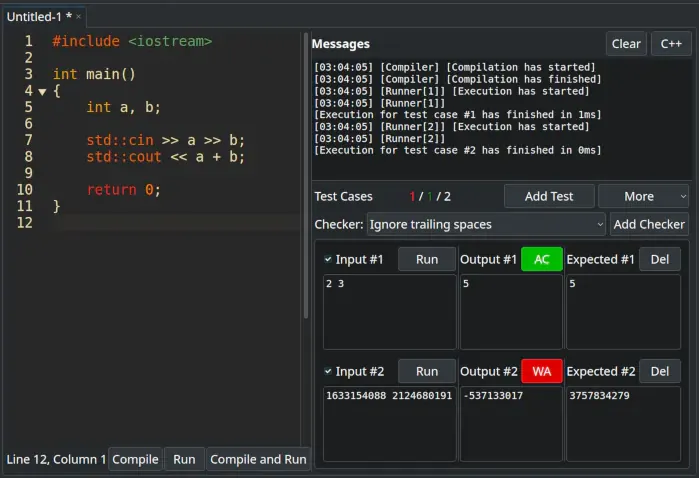 Untitled-1 *
1 #include <iostream>
2
3 int main()
4 {
5     int a, b;
6
7     std::cin >> a >> b;
8     std::cout << a + b;
9
10     return 0;
11 }
12
Line 12, Column 1 Compile Run Compile and Run
Messages Clear C++
[03:04:05] [Compiler] [Compilation has started]
[03:04:05] [Compiler] [Compilation has finished]
[03:04:05] [Runner[1]] [Execution has started]
[03:04:05] [Runner[1]]
[Execution for test case #1 has finished in 1ms]
[03:04:05] [Runner[2]] [Execution has started]
[03:04:05] [Runner[2]]
[Execution for test case #2 has finished in 0ms]
Test Cases 1 / 1 / 2 Add Test More
Checker: Ignore trailing spaces Add Checker
Input #1 Run Output #1 AC Expected #1 Del
2 3 5 5
Input #2 Run Output #2 WA Expected #2 Del
1633154088 2124680191 -537133017 3757834279